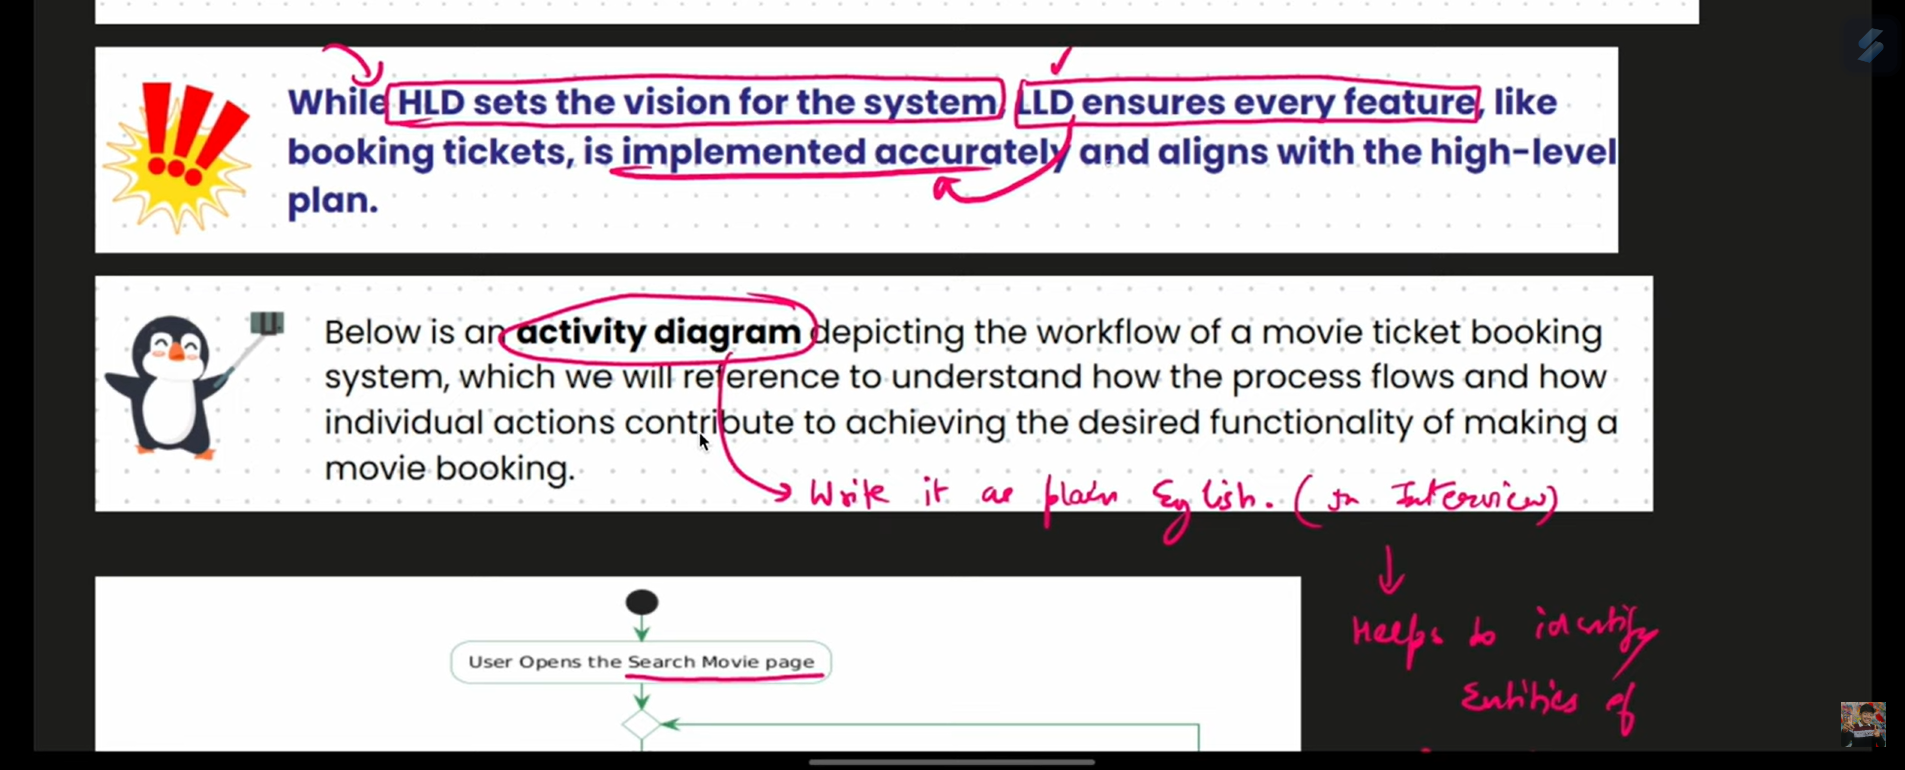 While HLD sets the vision for the system, LLD ensures every feature, like
booking tickets, is implemented accurately and aligns with the high-level
plan.
Below is an activity diagram depicting the workflow of a movie ticket booking
system, which we will reference to understand how the process flows and how
individual actions contribute to achieving the desired functionality of making a
movie booking.
Write it as plain English. (In Interview)
Helps to identify
Entities of
User Opens the Search Movie page